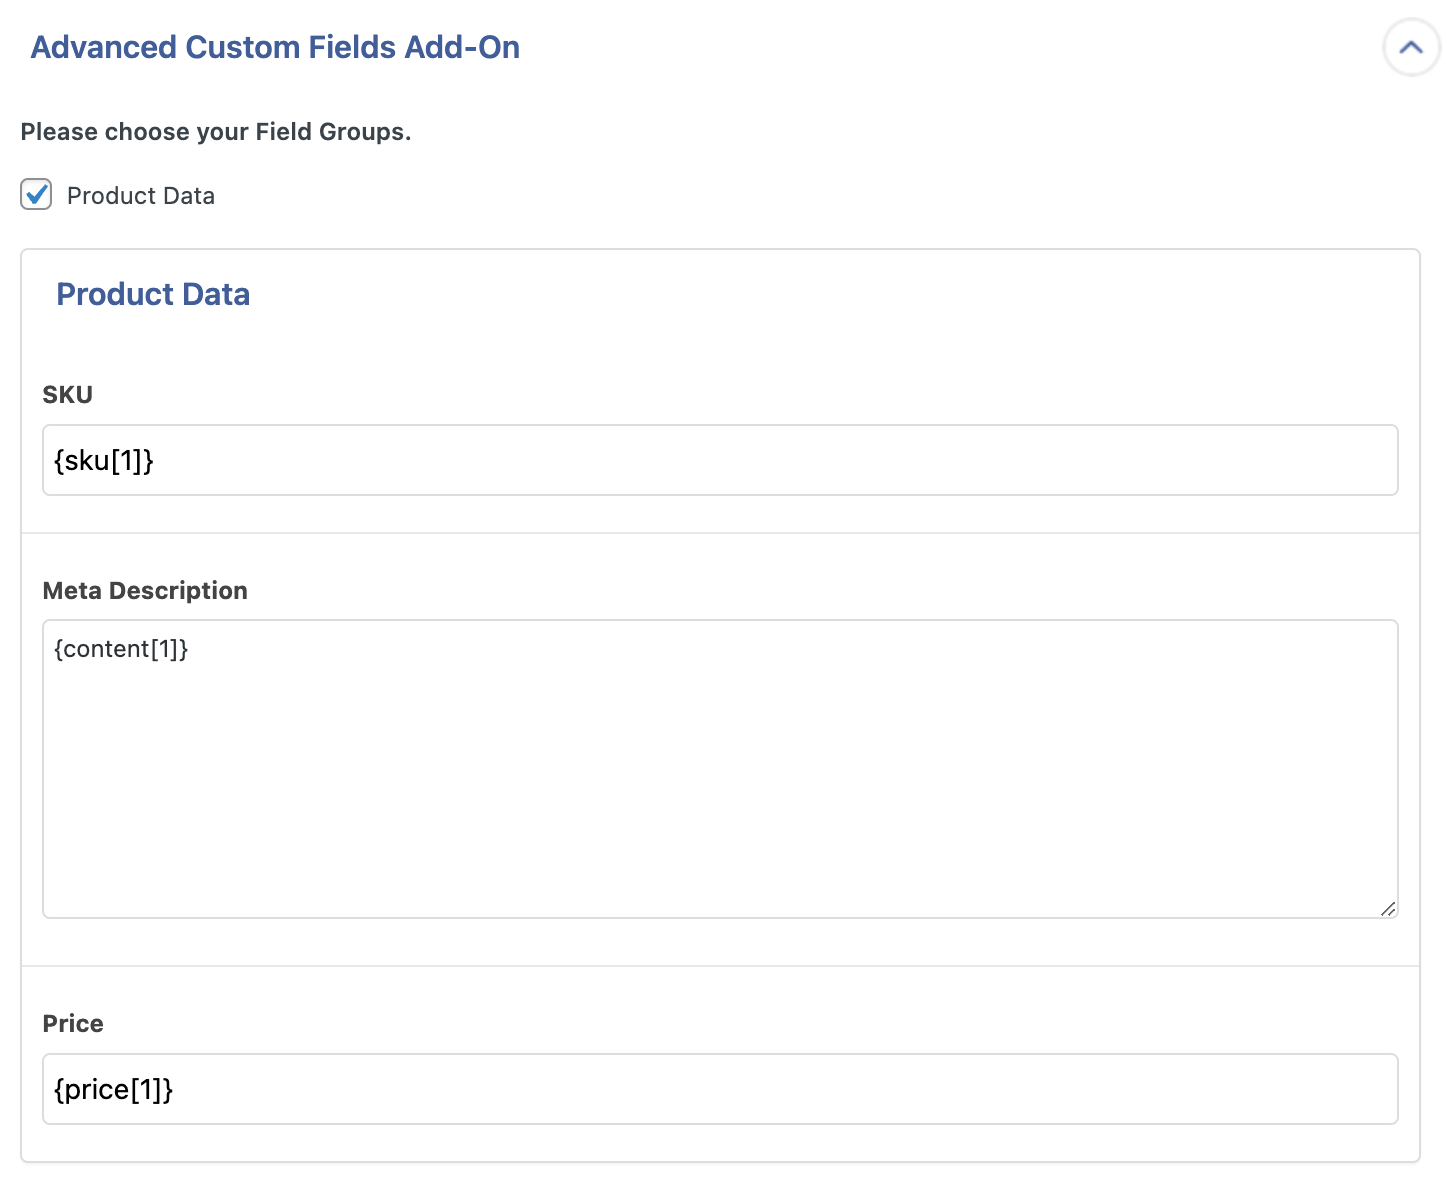 Advanced Custom Fields Add-On
Please choose your Field Groups.
Product Data
Product Data
SKU
{sku[1]}
Meta Description
{content[1]}
Price
{price[1]}